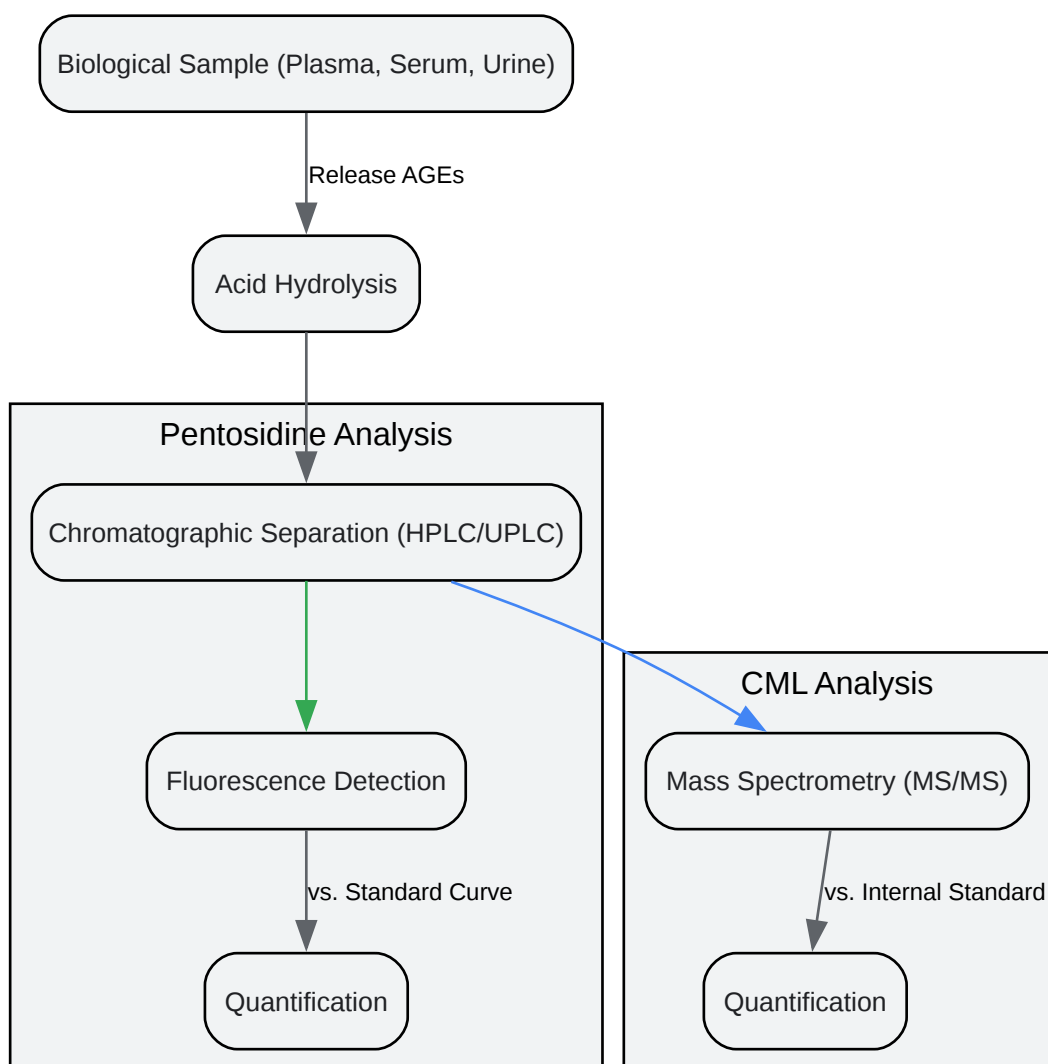 Biological Sample (Plasma, Serum, Urine)
Release AGEs
Acid Hydrolysis
Pentosidine Analysis
Chromatographic Separation (HPLC/UPLC)
Fluorescence Detection
vs. Standard Curve
Quantification
CML Analysis
Mass Spectrometry (MS/MS)
vs. Internal Standard
Quantification